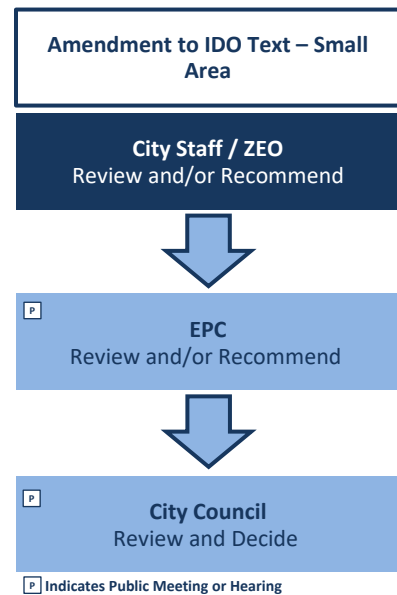 Amendment to IDO Text – Small
Area
City Staff / ZEO
Review and/or Recommend
P
EPC
Review and/or Recommend
P
City Council
Review and Decide
P Indicates Public Meeting or Hearing